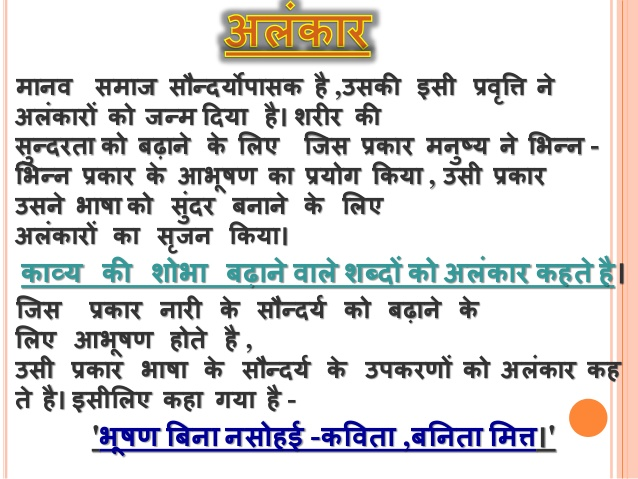 अलंकार
मानव समाज सौन्दर्योपासक है ,उसकी इसी प्रवृत्ति ने
अलंकारों को जन्म दिया है। शरीर की
सुन्दरता को बढ़ाने के लिए जिस प्रकार मनुष्य ने भिन्न -
भिन्न प्रकार के आभूषण का प्रयोग किया , उसी प्रकार
उसने भाषा को सुंदर बनाने के लिए
अलंकारों का सृजन किया।
काव्य की शोभा बढ़ाने वाले शब्दों को अलंकार कहते है।
जिस प्रकार नारी के सौन्दर्य को बढ़ाने के
लिए आभूषण होते है ,
उसी प्रकार भाषा के सौन्दर्य के उपकरणों को अलंकार कह
ते है। इसीलिए कहा गया है -
'भूषण बिना नसोहई -कविता ,बनिता मित्त।'